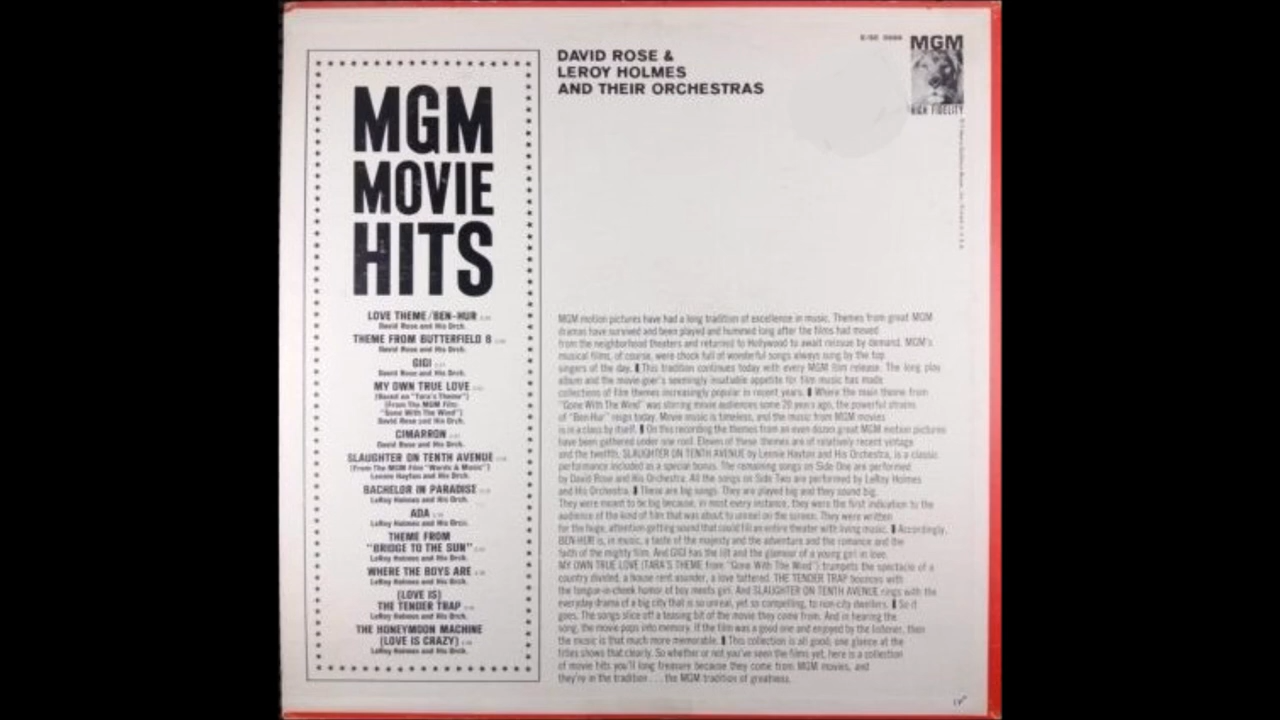 MGM
MOVIE
HITS
LOVE THEME/BEN-HUR
David Rose and His Orch.
THEME FROM BUTTERFIELD 8
David Rose and His Orch.
GIGI
David Rose and His Orch.
MY OWN TRUE LOVE
(Based on "Tara's Theme")
(From The MGM Film:
"Gone With The Wind")
David Rose and His Orch.
CIMARRON
David Rose and His Orch.
SLAUGHTER ON TENTH AVENUE
(From The MGM Film "Words & Music")
Lennie Hayton and His Orch.
BACHELOR IN PARADISE
LeRoy Holmes and His Orch.
ADA
LeRoy Holmes and His Orch.
THEME FROM
"BRIDGE TO THE SUN"
LeRoy Holmes and His Orch.
WHERE THE BOYS ARE
LeRoy Holmes and His Orch.
(LOVE IS)
THE TENDER TRAP
LeRoy Holmes and His Orch.
THE HONEYMOON MACHINE
(LOVE IS CRAZY)
LeRoy Holmes and His Orch.
DAVID ROSE &
LEROY HOLMES
AND THEIR ORCHESTRAS
MGM
HIGH FIDELITY
MGM motion pictures have had a long tradition of excellence in music. Themes from great MGM
dramas have survived and been played and hummed long after the films had moved
from the neighborhood theaters and returned to Hollywood to await reissue by demand. MGM's
musical films, of course, were chock full of wonderful songs always sung by the top
singers of the day. ▮ This tradition continues today with every MGM film release. The long play
album and the movie-goer's seemingly insatiable appetite for film music has made
collections of film themes increasingly popular in recent years. ▮ Where the main theme from
"Gone With The Wind" was stirring movie audiences some 20 years ago, the powerful strains
of "Ben-Hur" reign today. Movie music is timeless, and the music from MGM movies
is in a class by itself. ▮ On this recording the themes from an even dozen great MGM motion pictures
have been gathered under one roof. Eleven of these themes are of relatively recent vintage
and the twelfth, SLAUGHTER ON TENTH AVENUE by Lennie Hayton and His Orchestra, is a classic
performance included as a special bonus. The remaining songs on Side One are performed
by David Rose and His Orchestra. All the songs on Side Two are performed by LeRoy Holmes
and His Orchestra. ▮ These are big songs. They are played big and they sound big.
They were meant to be big because, in most every instance, they were the first indication to the
audience of the kind of film that was about to unreel on the screen. They were written
for the huge, attention getting sound that could fill an entire theater with living music. ▮ Accordingly,
BEN-HUR is, in music, a taste of the majesty and the adventure and the romance and the
faith of the mighty film. And GIGI has the lilt and the glamour of a young girl in love.
MY OWN TRUE LOVE (TARA'S THEME from "Gone With The Wind") trumpets the spectacle of a
country divided, a house rent asunder, a love tattered. THE TENDER TRAP bounces with
the tongue-in-cheek humor of boy meets girl. And SLAUGHTER ON TENTH AVENUE rings with the
everyday drama of a big city that is so unreal, yet so compelling, to non-city dwellers. ▮ So it
goes. The songs slice off a teasing bit of the movie they come from. And in hearing the
song, the movie pops into memory. If the film was a good one and enjoyed by the listener, then
the music is that much more memorable. ▮ This collection is all good; one glance at the
titles shows that clearly. So whether or not you've seen the films yet, here is a collection
of movie hits you'll long treasure because they come from MGM movies, and
they're in the tradition . . . the MGM tradition of greatness.